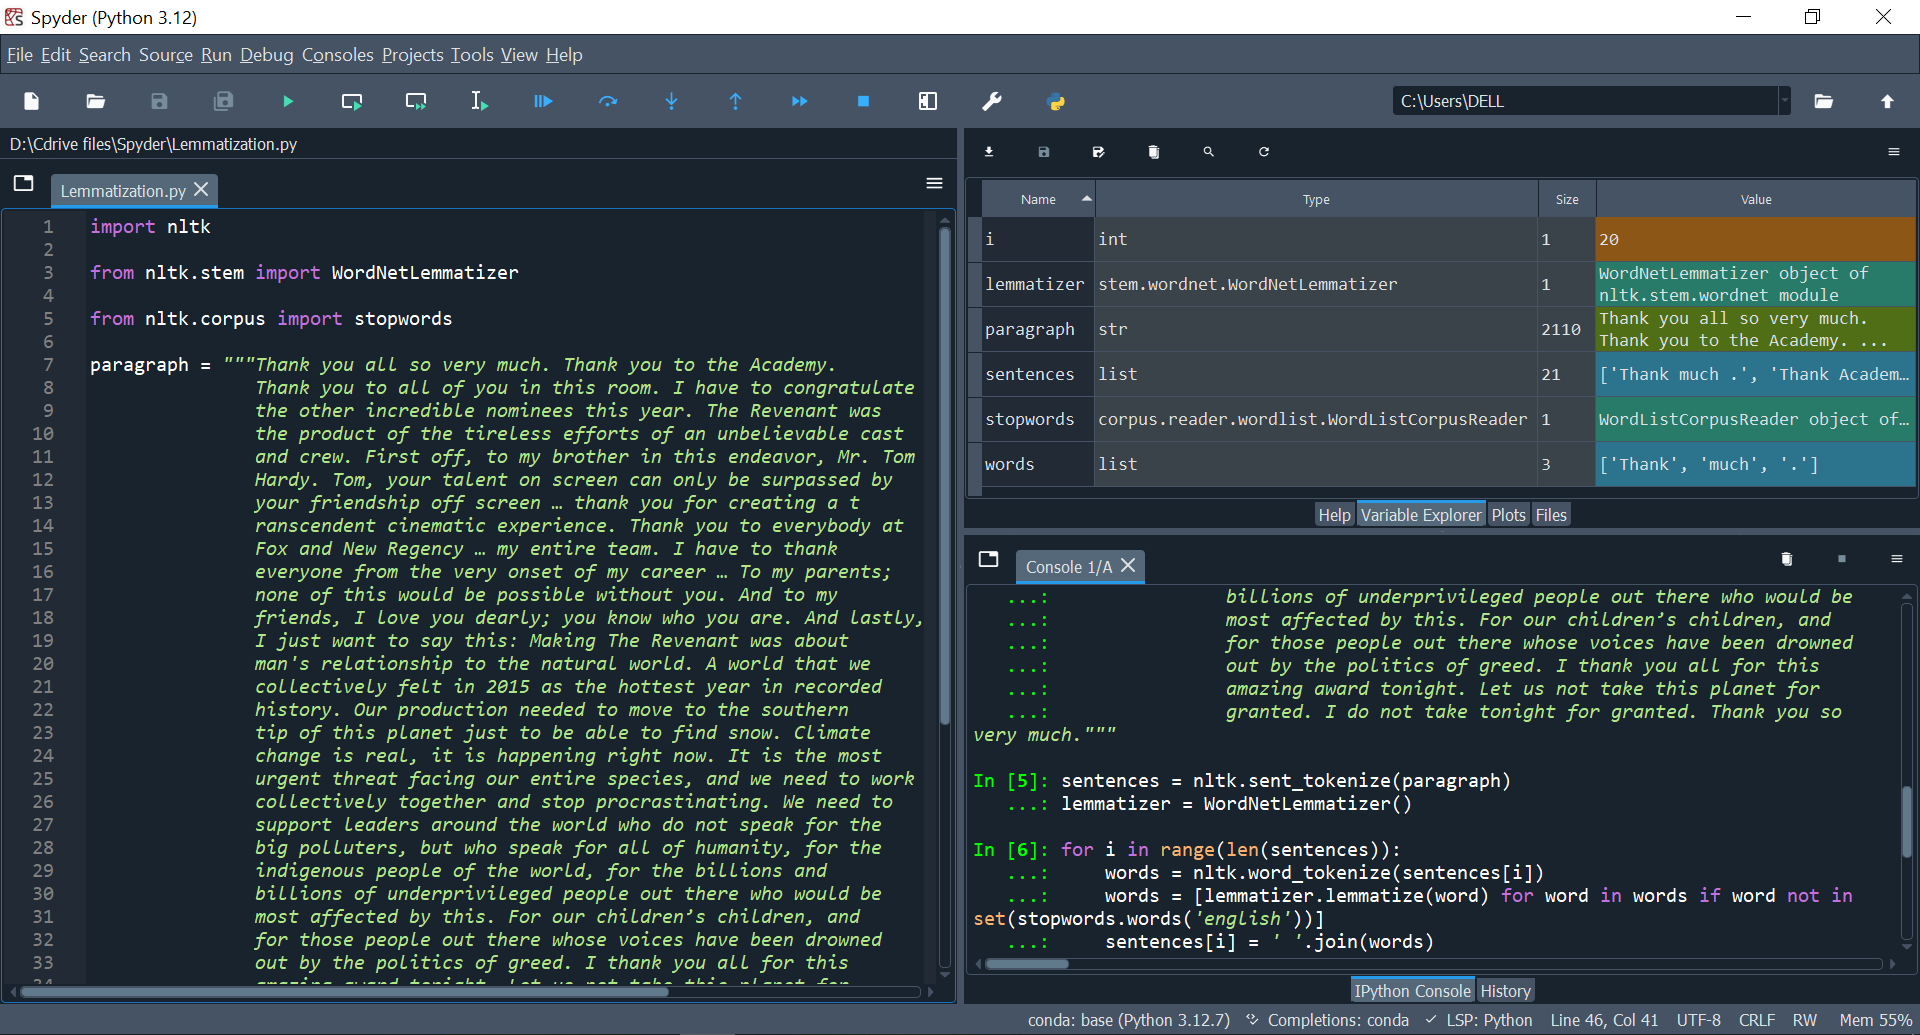 Spyder (Python 3.12)
File Edit Search Source Run Debug Consoles Projects Tools View Help
C:\Users\DELL
D:\Cdrive files\Spyder\Lemmatization.py
Lemmatization.py
1 import nltk
2
3 from nltk.stem import WordNetLemmatizer
4
5 from nltk.corpus import stopwords
6
7 paragraph = """Thank you all so very much. Thank you to the Academy.
8 Thank you to all of you in this room. I have to congratulate
9 the other incredible nominees this year. The Revenant was
10 the product of the tireless efforts of an unbelievable cast
11 and crew. First off, to my brother in this endeavor, Mr. Tom
12 Hardy. Tom, your talent on screen can only be surpassed by
13 your friendship off screen … thank you for creating a t
14 ranscendent cinematic experience. Thank you to everybody at
15 Fox and New Regency … my entire team. I have to thank
16 everyone from the very onset of my career … To my parents;
17 none of this would be possible without you. And to my
18 friends, I love you dearly; you know who you are. And lastly,
19 I just want to say this: Making The Revenant was about
20 man's relationship to the natural world. A world that we
21 collectively felt in 2015 as the hottest year in recorded
22 history. Our production needed to move to the southern
23 tip of this planet just to be able to find snow. Climate
24 change is real, it is happening right now. It is the most
25 urgent threat facing our entire species, and we need to work
26 collectively together and stop procrastinating. We need to
27 support leaders around the world who do not speak for the
28 big polluters, but who speak for all of humanity, for the
29 indigenous people of the world, for the billions and
30 billions of underprivileged people out there who would be
31 most affected by this. For our children’s children, and
32 for those people out there whose voices have been drowned
33 out by the politics of greed. I thank you all for this
34 amazing award tonight. Let us not take this planet for
Name Type Size Value
i int 1 20
lemmatizer stem.wordnet.WordNetLemmatizer 1 WordNetLemmatizer object of
nltk.stem.wordnet module
paragraph str 2110 Thank you all so very much.
Thank you to the Academy. ...
sentences list 21 ['Thank much .', 'Thank Academ…
stopwords corpus.reader.wordlist.WordListCorpusReader 1 WordListCorpusReader object of…
words list 3 ['Thank', 'much', '.']
Help Variable Explorer Plots Files
Console 1/A
...: billions of underprivileged people out there who would be
...: most affected by this. For our children’s children, and
...: for those people out there whose voices have been drowned
...: out by the politics of greed. I thank you all for this
...: amazing award tonight. Let us not take this planet for
...: granted. I do not take tonight for granted. Thank you so
very much."""
In [5]: sentences = nltk.sent_tokenize(paragraph)
...: lemmatizer = WordNetLemmatizer()
In [6]: for i in range(len(sentences)):
...: words = nltk.word_tokenize(sentences[i])
...: words = [lemmatizer.lemmatize(word) for word in words if word not in
set(stopwords.words('english'))]
...: sentences[i] = ' '.join(words)
IPython Console History
conda: base (Python 3.12.7) Completions: conda LSP: Python Line 46, Col 41 UTF-8 CRLF RW Mem 55%